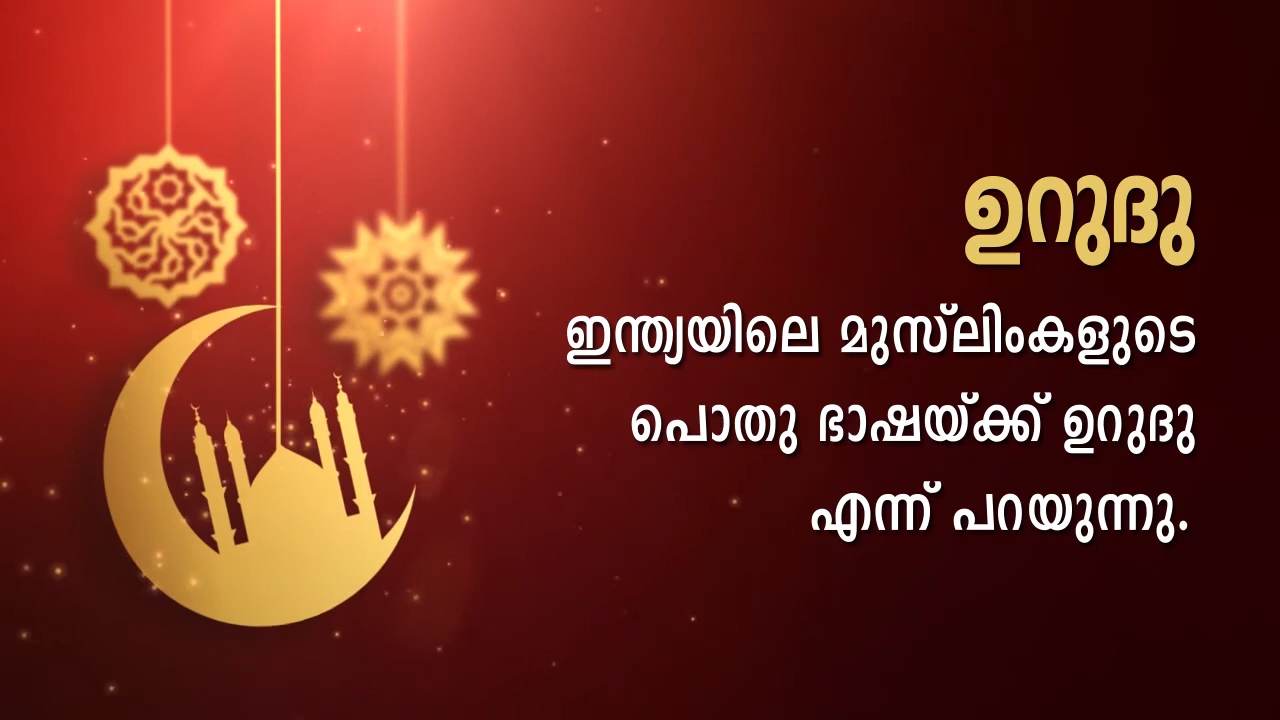 ഉറുദു
ഇന്ത്യയിലെ മുസ്‌ലിംകളുടെ
പൊതു ഭാഷയ്ക്ക് ഉറുദു
എന്ന് പറയുന്നു.